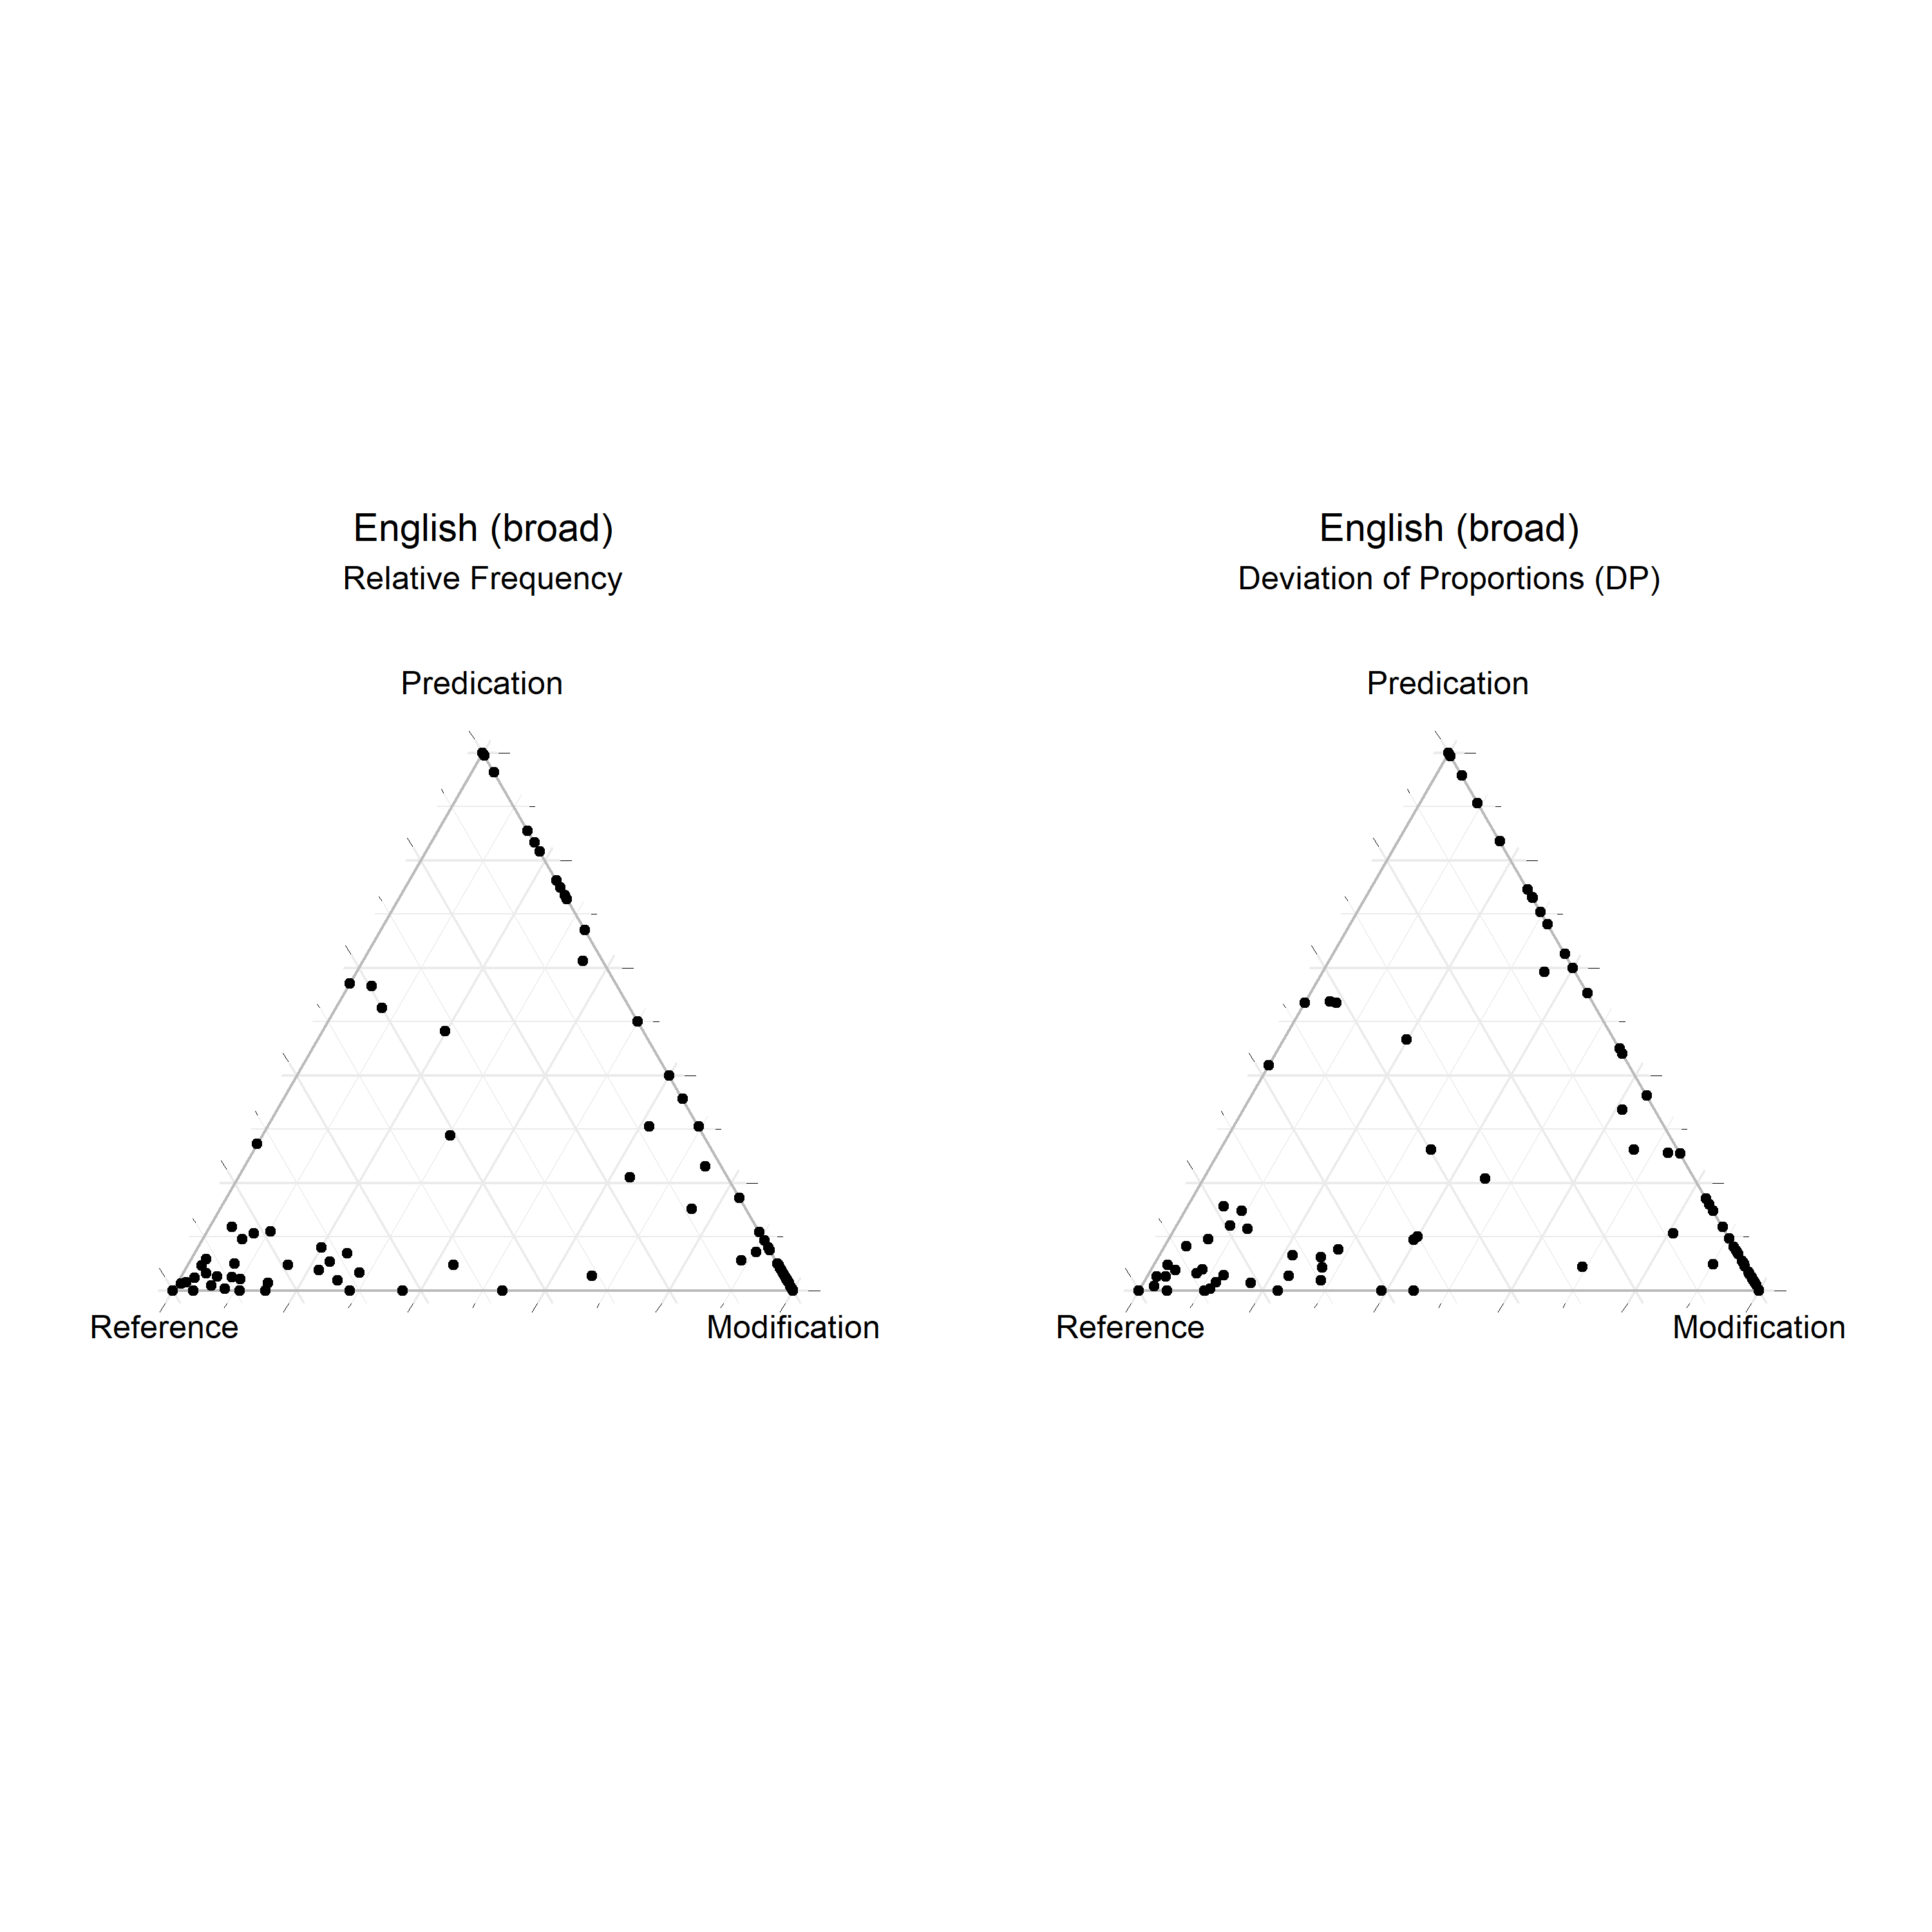 English (broad)
Relative Frequency
Predication
Reference
Modification
English (broad)
Deviation of Proportions (DP)
Predication
Reference
Modification